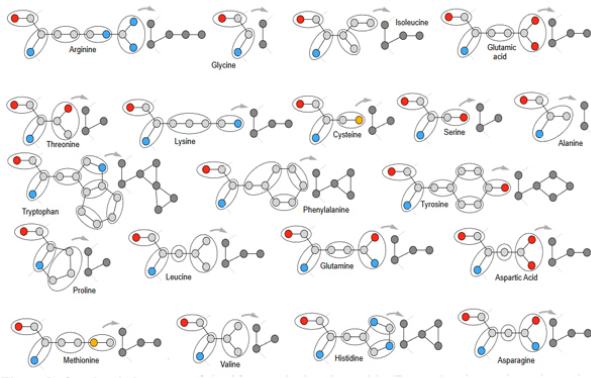 Arginine
Glycine
Isoleucine
Glutamic
acid
Threonine
Lysine
Cysteine
Serine
Alanine
Tryptophan
Phenylalanine
Tyrosine
Proline
Leucine
Glutamine
Aspartic Acid
Methionine
Valine
Histidine
Asparagine